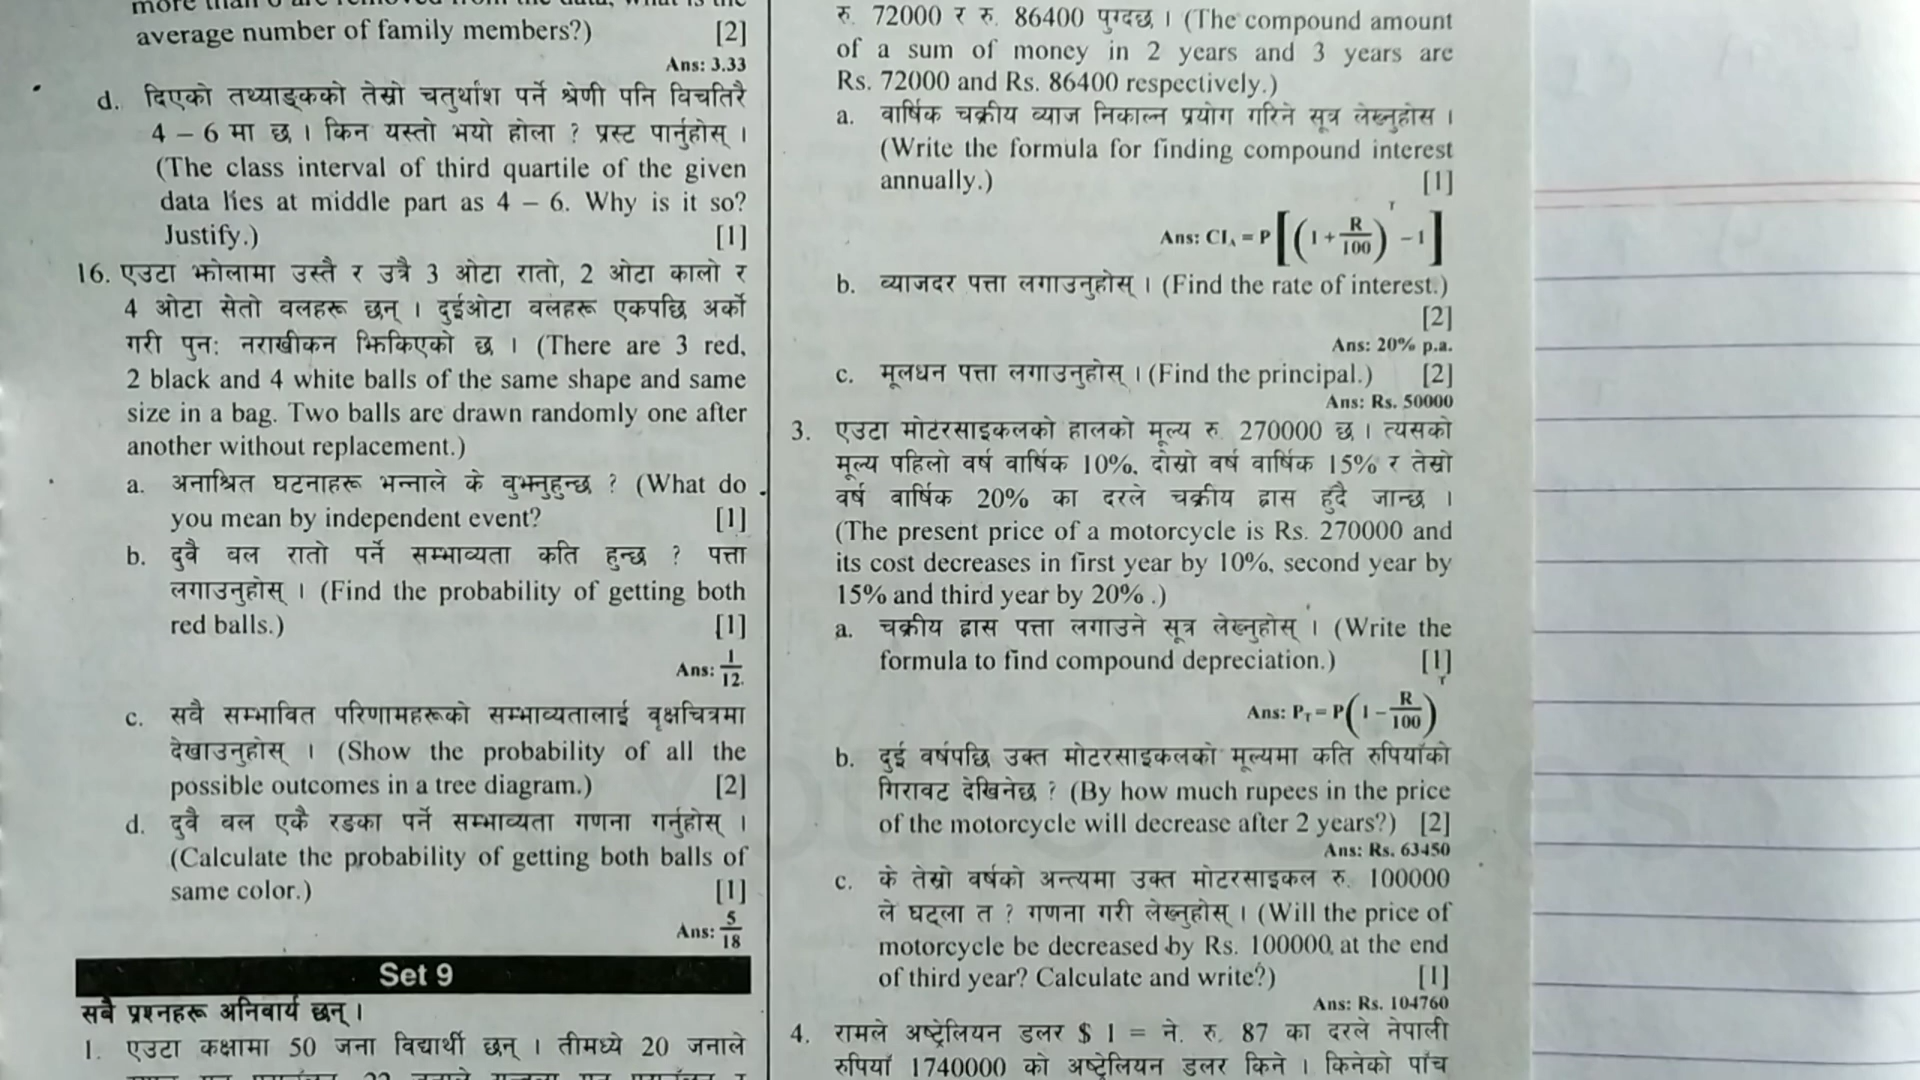 average number of family members?) [2]
Ans: 3.33
d. दिएको तथ्याङ्कको तेस्रो चतुर्थांश पर्ने श्रेणी पनि विचतिरै
4 – 6 मा छ । किन यस्तो भयो होला ? प्रस्ट पार्नुहोस् ।
(The class interval of third quartile of the given
data lies at middle part as 4 – 6. Why is it so?
Justify.) [1]
16. एउटा झोलामा उस्तै र उत्रै 3 ओटा रातो, 2 ओटा कालो र
4 ओटा सेतो बलहरू छन् । दुईओटा बलहरू एकपछि अर्को
गरी पुन: नराखीकन झिकिएको छ । (There are 3 red,
2 black and 4 white balls of the same shape and same
size in a bag. Two balls are drawn randomly one after
another without replacement.)
a. अनाश्रित घटनाहरू भन्नाले के बुझ्नुहुन्छ ? (What do
you mean by independent event? [1]
b. दुवै बल रातो पर्ने सम्भाव्यता कति हुन्छ ? पत्ता
लगाउनुहोस् । (Find the probability of getting both
red balls.) [1]
Ans: 1/12.
c. सबै सम्भावित परिणामहरूको सम्भाव्यतालाई वृक्षचित्रमा
देखाउनुहोस् । (Show the probability of all the
possible outcomes in a tree diagram.) [2]
d. दुवै बल एकै रङका पर्ने सम्भाव्यता गणना गर्नुहोस् ।
(Calculate the probability of getting both balls of
same color.) [1]
Ans: 5/18
Set 9
सबै प्रश्नहरू अनिवार्य छन् ।
1. एउटा कक्षामा 50 जना विद्यार्थी छन् । तीमध्ये 20 जनाले
रु. 72000 र रु. 86400 पुग्दछ । (The compound amount
of a sum of money in 2 years and 3 years are
Rs. 72000 and Rs. 86400 respectively.)
a. वार्षिक चक्रीय ब्याज निकाल्न प्रयोग गरिने सूत्र लेख्नुहोस ।
(Write the formula for finding compound interest
annually.) [1]
Ans: CI_A = P[(1 + R/100)^T – 1]
b. ब्याजदर पत्ता लगाउनुहोस् । (Find the rate of interest.)
[2]
Ans: 20% p.a.
c. मूलधन पत्ता लगाउनुहोस् । (Find the principal.) [2]
Ans: Rs. 50000
3. एउटा मोटरसाइकलको हालको मूल्य रु. 270000 छ । त्यसको
मूल्य पहिलो वर्ष वार्षिक 10%, दोस्रो वर्ष वार्षिक 15% र तेस्रो
वर्ष वार्षिक 20% का दरले चक्रीय ह्रास हुँदै जान्छ ।
(The present price of a motorcycle is Rs. 270000 and
its cost decreases in first year by 10%, second year by
15% and third year by 20% .)
a. चक्रीय ह्रास पत्ता लगाउने सूत्र लेख्नुहोस् । (Write the
formula to find compound depreciation.) [1]
Ans: P_T = P(1 – R/100)^T
b. दुई वर्षपछि उक्त मोटरसाइकलको मूल्यमा कति रुपियाँको
गिरावट देखिनेछ ? (By how much rupees in the price
of the motorcycle will decrease after 2 years?) [2]
Ans: Rs. 63450
c. के तेस्रो वर्षको अन्त्यमा उक्त मोटरसाइकल रु. 100000
ले घट्ला त ? गणना गरी लेख्नुहोस् । (Will the price of
motorcycle be decreased by Rs. 100000 at the end
of third year? Calculate and write?) [1]
Ans: Rs. 104760
4. रामले अष्ट्रेलियन डलर $ 1 = ने. रु. 87 का दरले नेपाली
रुपियाँ 1740000 को अष्ट्रेलियन डलर किने । किनेको पाँच